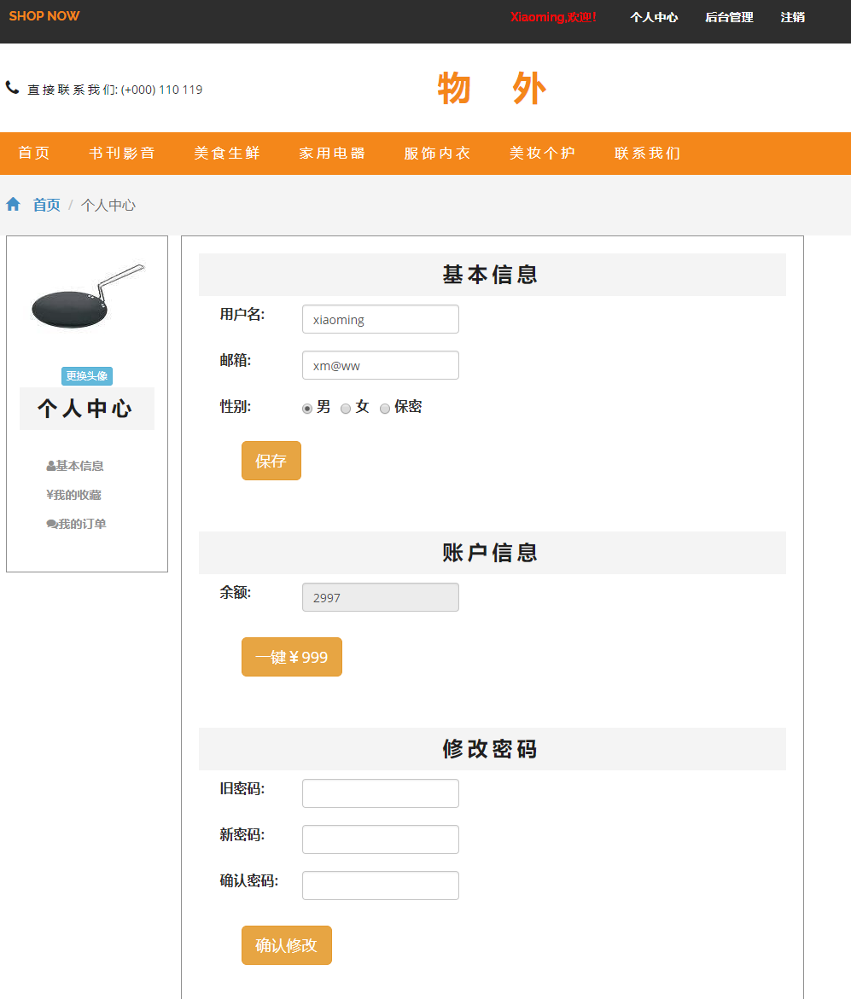 SHOP NOW Xiaoming,欢迎! 个人中心 后台管理 注销
直接联系我们: (+000) 110 119
物 外
首页 书刊影音 美食生鲜 家用电器 服饰内衣 美妆个护 联系我们
首页 / 个人中心
更换头像
个人中心
基本信息
¥我的收藏
我的订单
基本信息
用户名: xiaoming
邮箱: xm@ww
性别: 男 女 保密
保存
账户信息
余额: 2997
一键¥999
修改密码
旧密码:
新密码:
确认密码:
确认修改